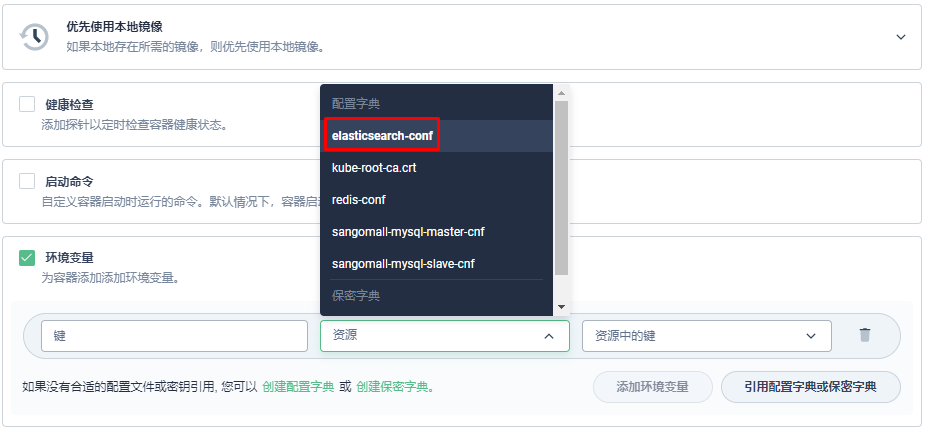 优先使用本地镜像
如果本地存在所需的镜像，则优先使用本地镜像。
健康检查
添加探针以定时检查容器健康状态。
启动命令
自定义容器启动时运行的命令。默认情况下，容器启
环境变量
为容器添加添加环境变量。
配置字典
elasticsearch-conf
kube-root-ca.crt
redis-conf
sangomall-mysql-master-cnf
sangomall-mysql-slave-cnf
保密字典
键
资源
资源中的键
如果没有合适的配置文件或密钥引用, 您可以 创建配置字典 或 创建保密字典。
添加环境变量
引用配置字典或保密字典